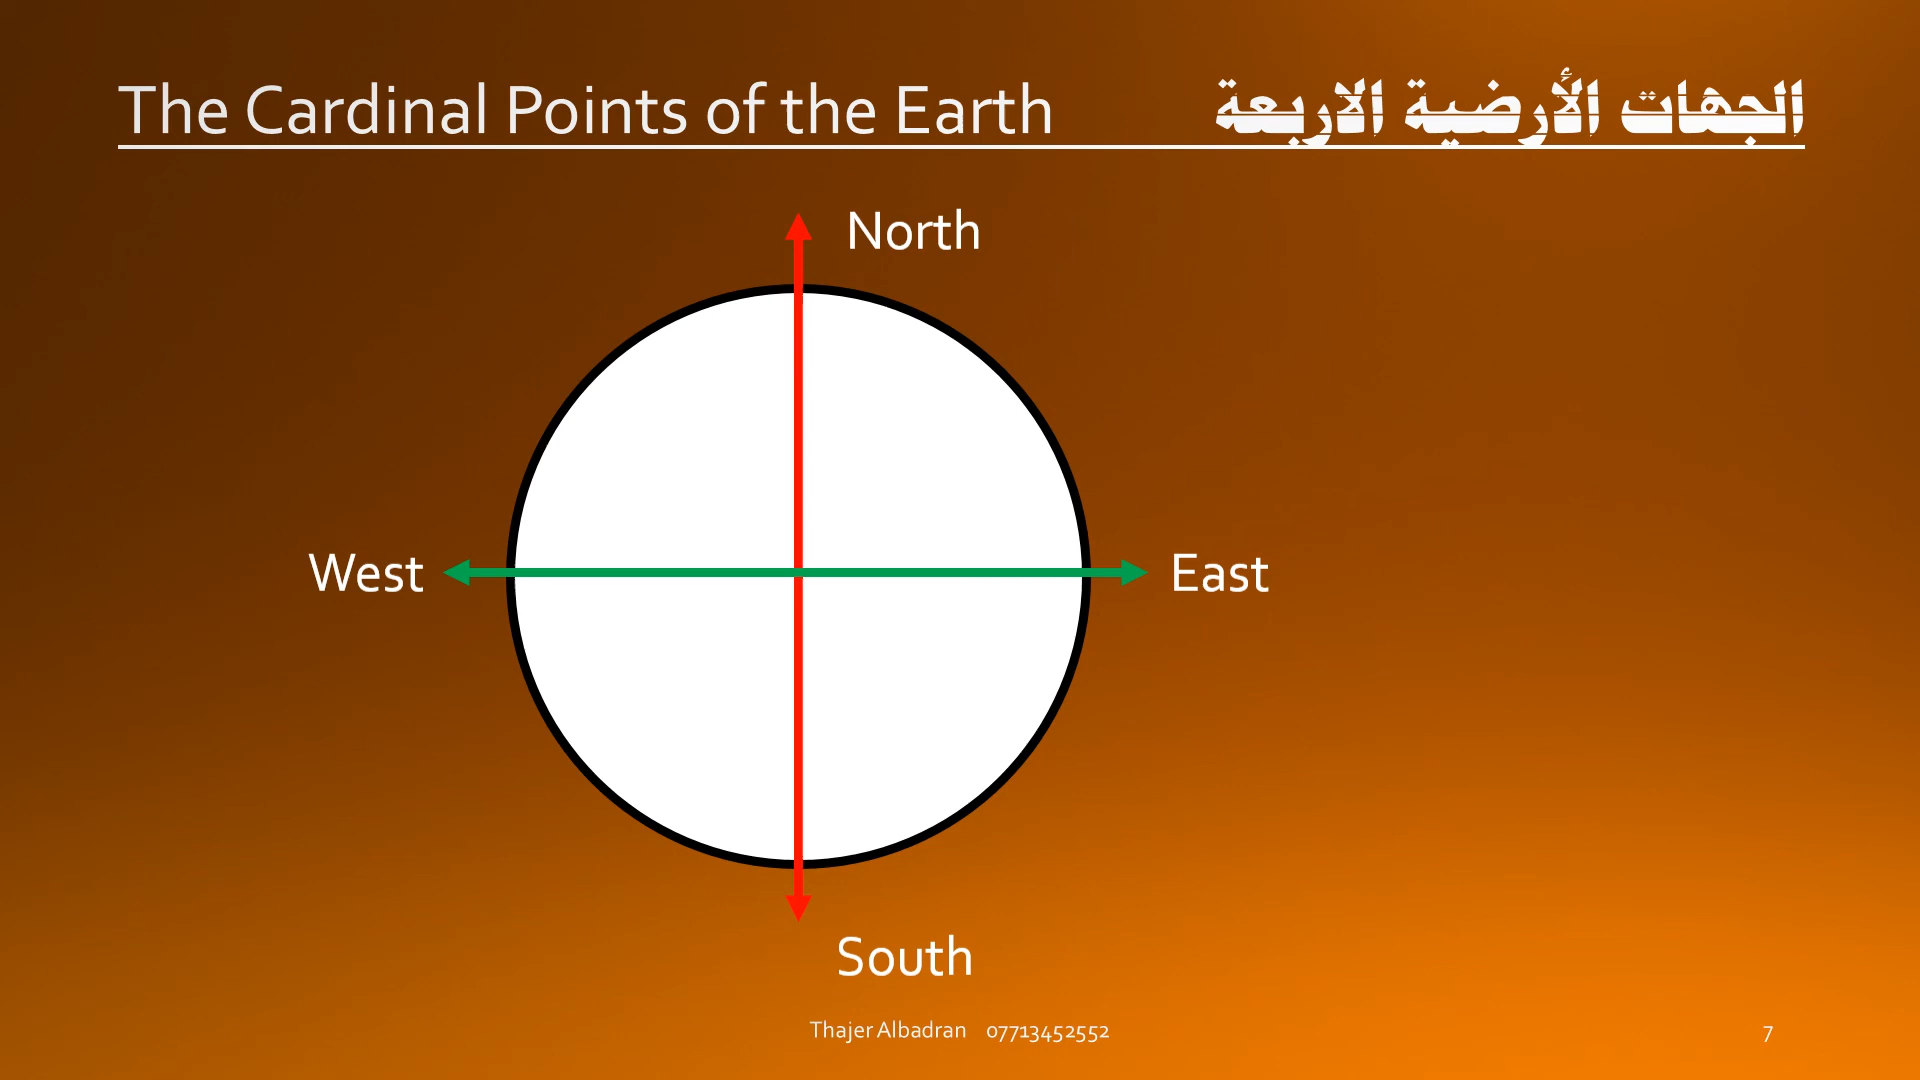 The Cardinal Points of the Earth الجهات الأرضية الاربعة
North
West
East
South
Thajer Albadran 07713452552
7